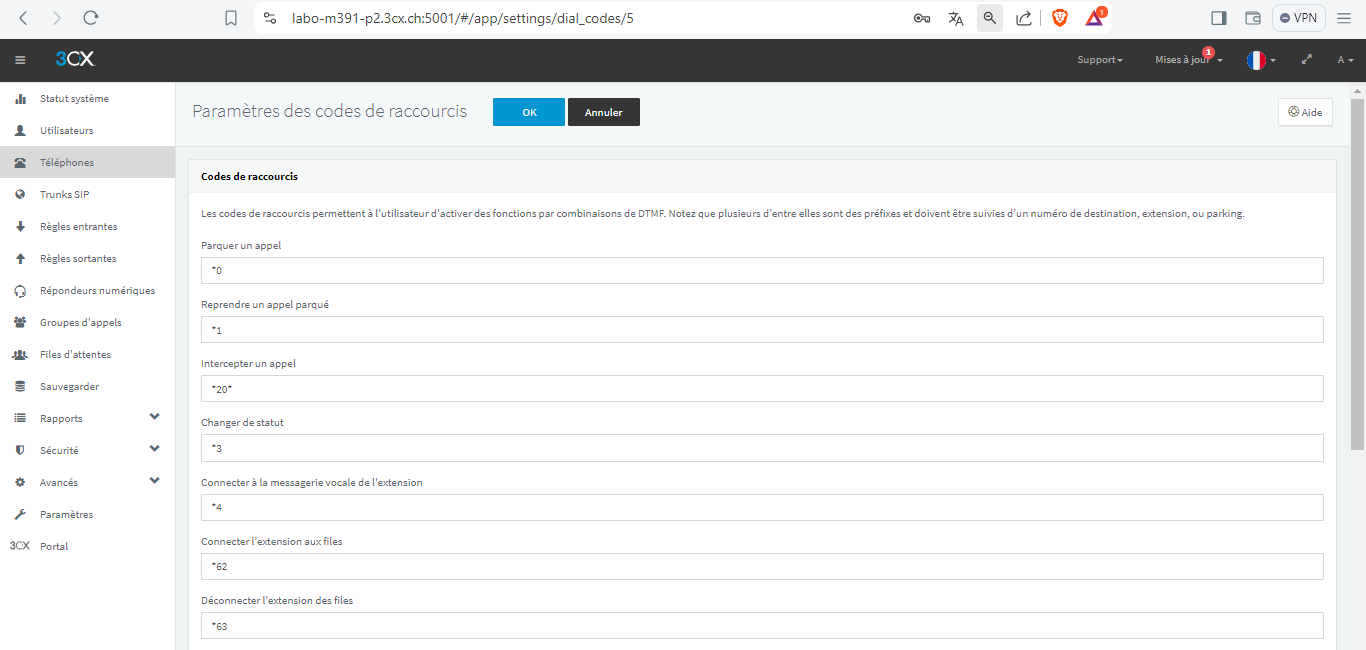 labo-m391-p2.3cx.ch:5001/#/app/settings/dial_codes/5
1
VPN
3CX
Support
Mises à jour
1
A
Statut système
Utilisateurs
Téléphones
Trunks SIP
Règles entrantes
Règles sortantes
Répondeurs numériques
Groupes d'appels
Files d'attentes
Sauvegarder
Rapports
Sécurité
Avancés
Paramètres
3CX Portal
Paramètres des codes de raccourcis
OK
Annuler
Aide
Codes de raccourcis
Les codes de raccourcis permettent à l'utilisateur d'activer des fonctions par combinaisons de DTMF. Notez que plusieurs d'entre elles sont des préfixes et doivent être suivies d'un numéro de destination, extension, ou parking.
Parquer un appel
*0
Reprendre un appel parqué
*1
Intercepter un appel
*20*
Changer de statut
*3
Connecter à la messagerie vocale de l'extension
*4
Connecter l'extension aux files
*62
Déconnecter l'extension des files
*63